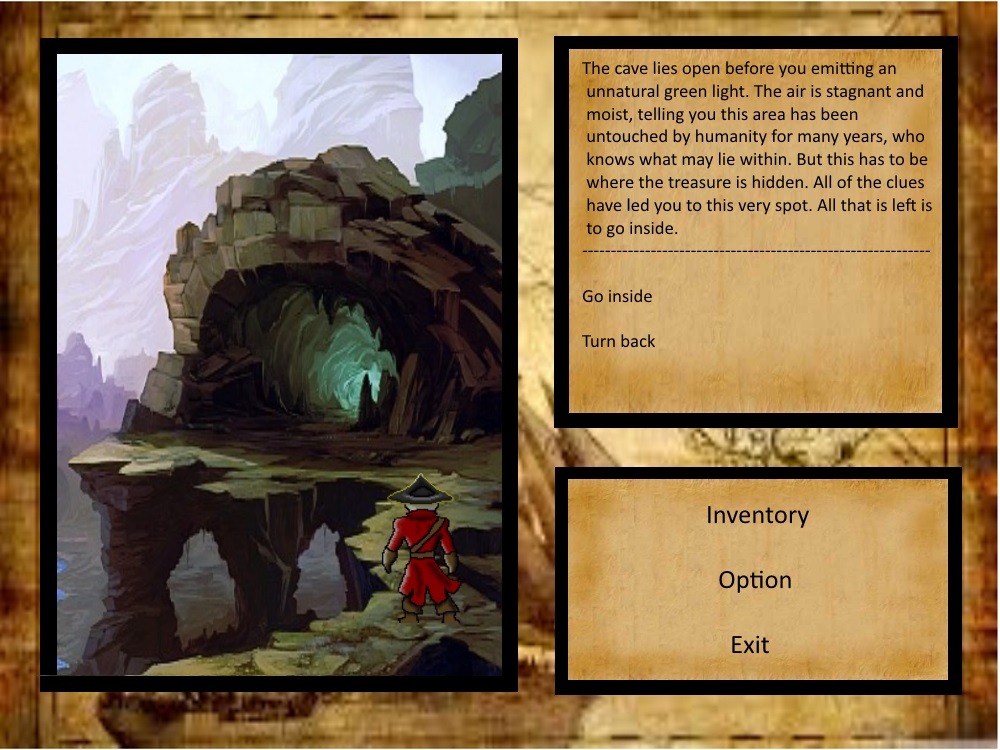 The cave lies open before you emitting an
unnatural green light. The air is stagnant and
moist, telling you this area has been
untouched by humanity for many years, who
knows what may lie within. But this has to be
where the treasure is hidden. All of the clues
have led you to this very spot. All that is left is
to go inside.
------------------------------------------------------------
Go inside
Turn back
Inventory
Option
Exit